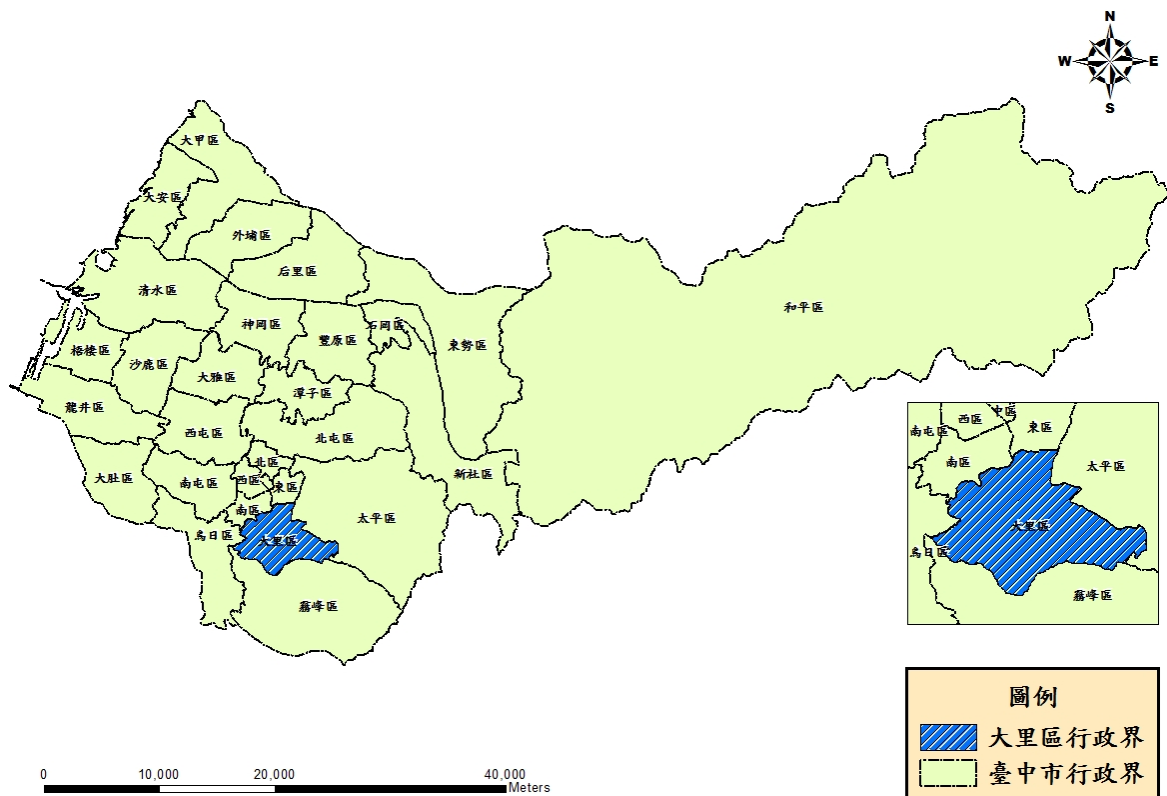 N
W
E
S
大甲區
大安區
外埔區
后里區
清水區
神岡區
豐原區
石岡區
東勢區
和平區
梧棲區
沙鹿區
大雅區
潭子區
龍井區
西屯區
北屯區
大肚區
南屯區
北區
西區
東區
新社區
南區
太平區
烏日區
大里區
霧峰區
西區
中區
東區
南屯區
南區
太平區
大里區
烏日區
霧峰區
圖例
大里區行政界
臺中市行政界
0
10,000
20,000
40,000
Meters